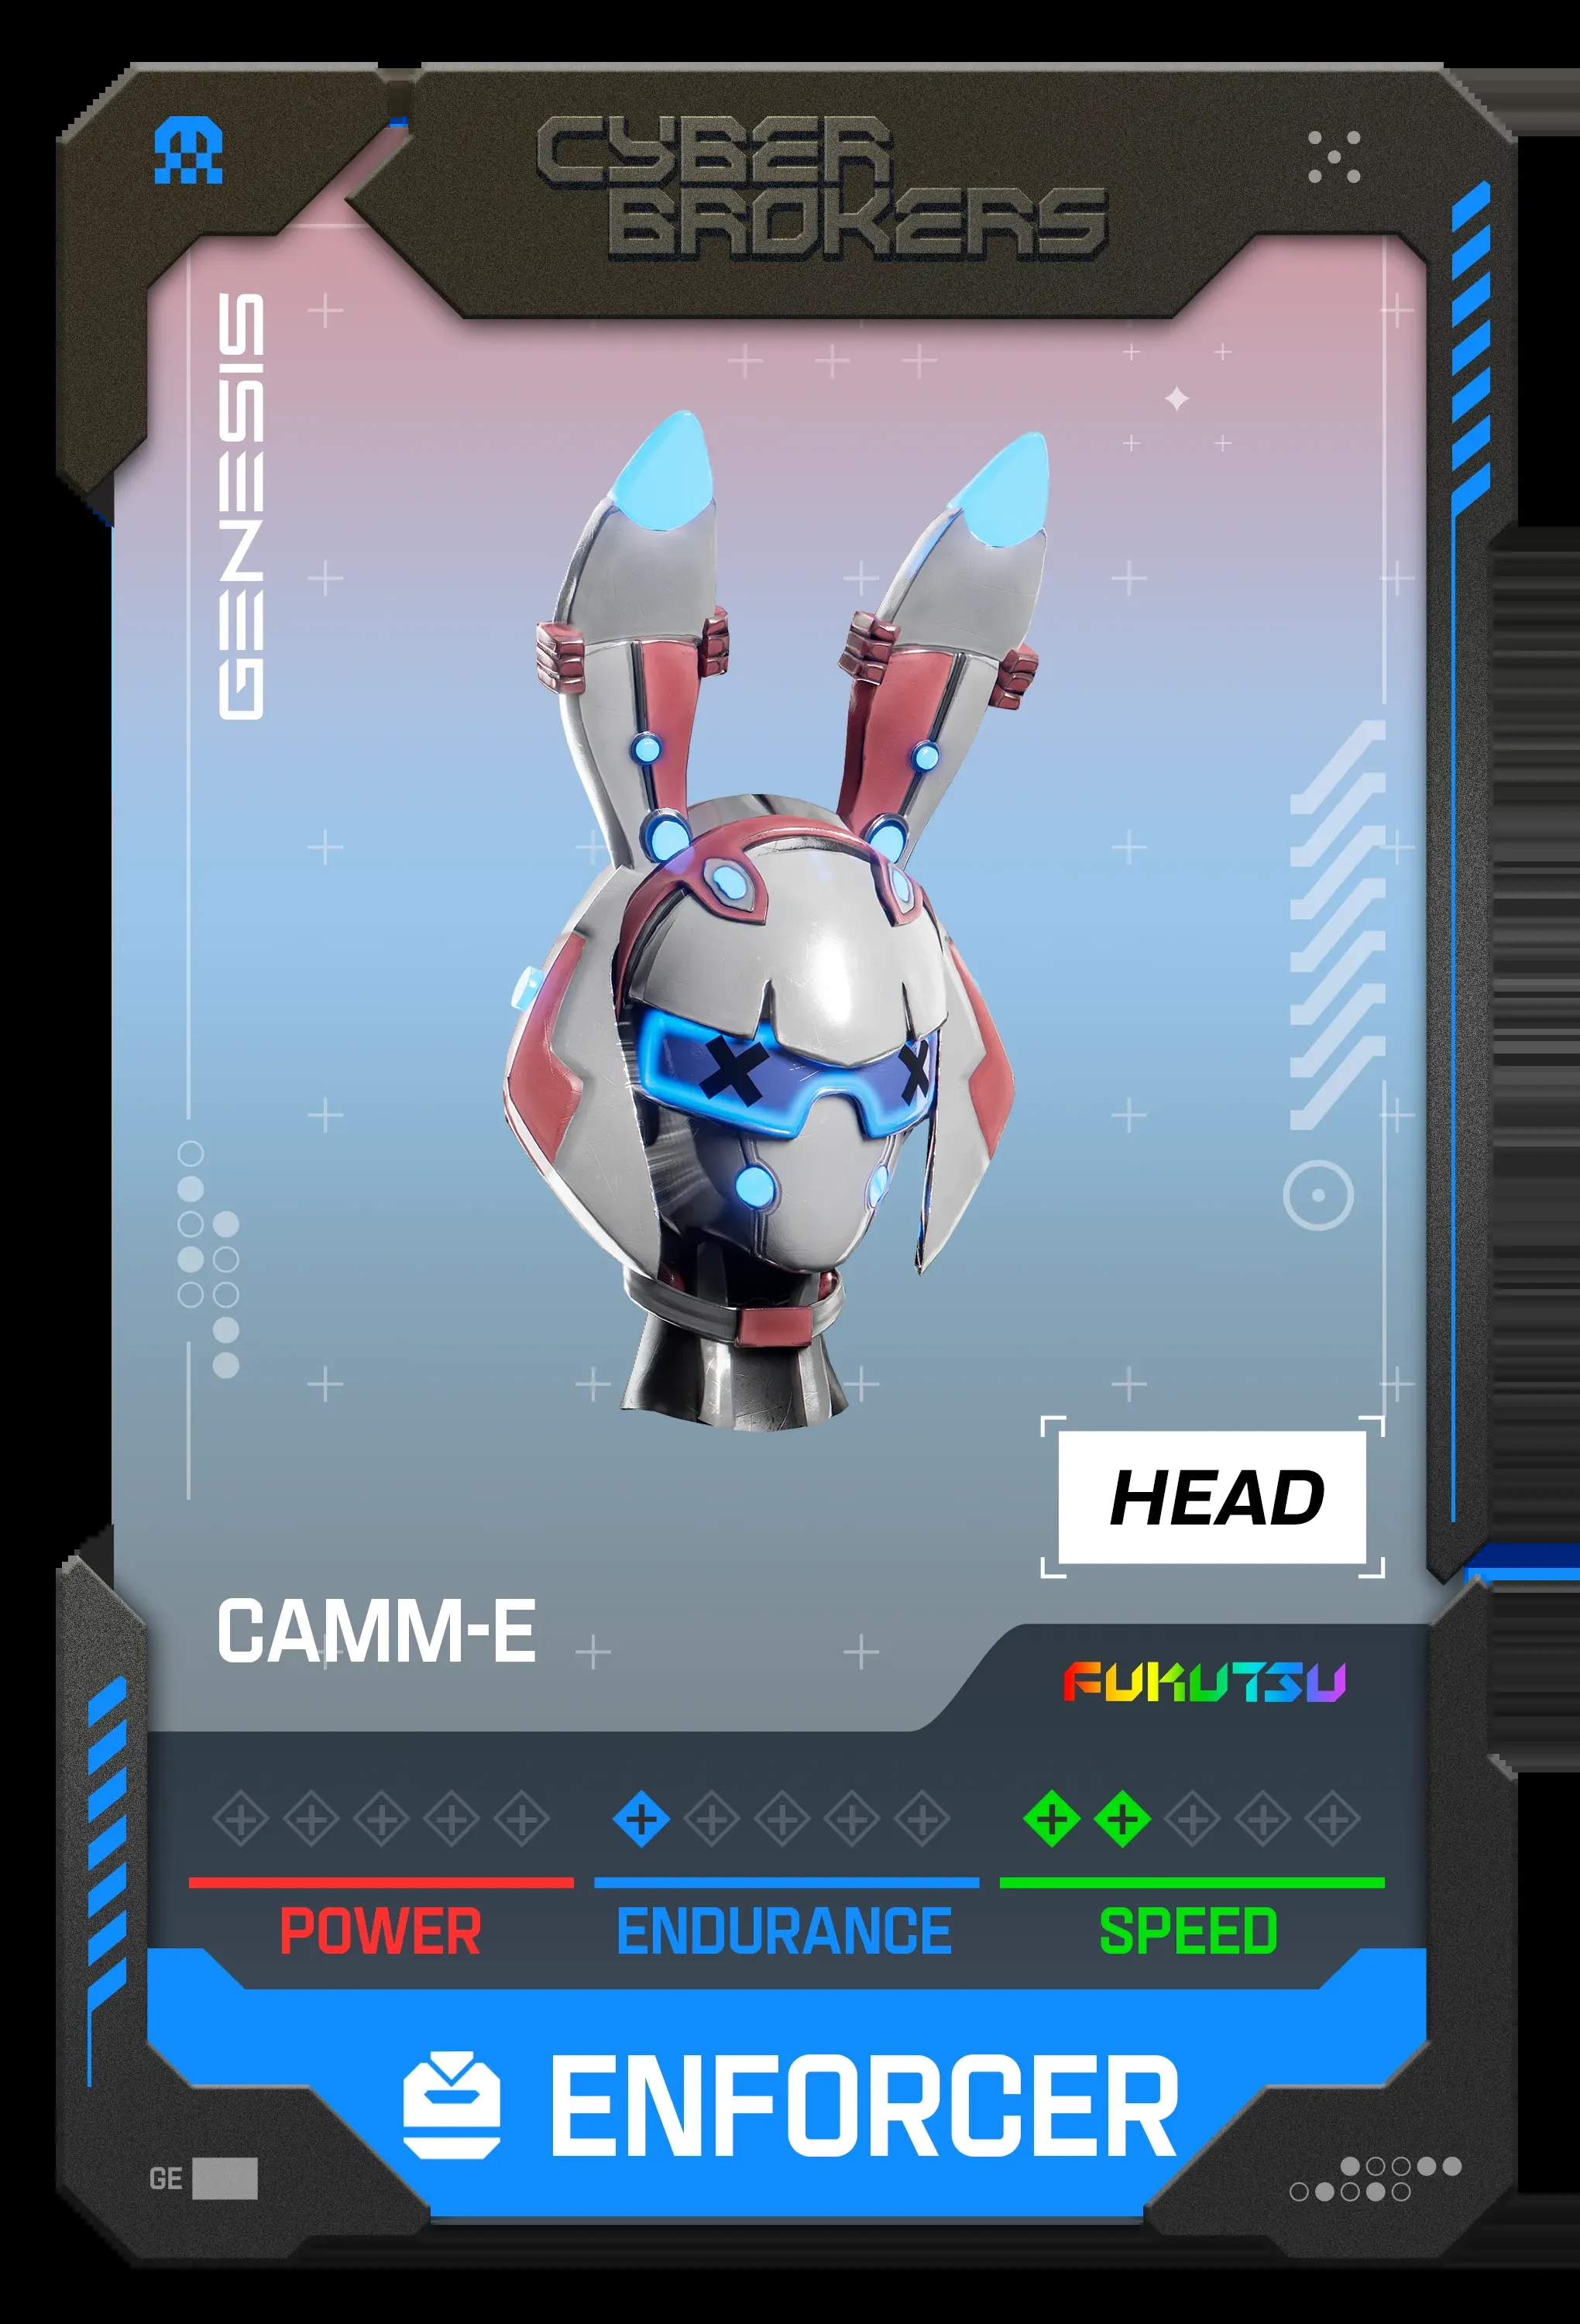 CYBER
BROKERS
GENESIS
HEAD
CAMM-E
FUKUTSU
POWER
ENDURANCE
SPEED
ENFORCER
GE